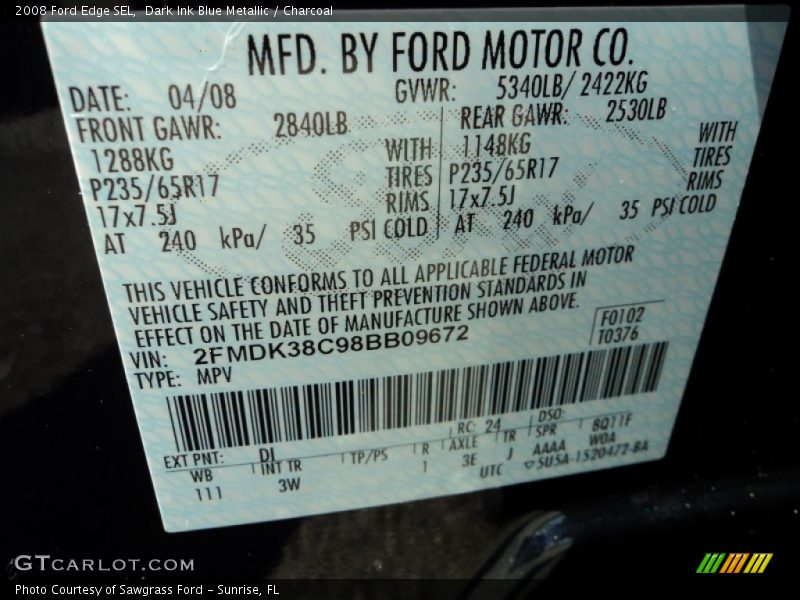 2008 Ford Edge SEL, Dark Ink Blue Metallic / Charcoal
MFD. BY FORD MOTOR CO.
DATE: 04/08 GVWR: 5340LB/ 2422KG
FRONT GAWR: 2840LB REAR GAWR: 2530LB
1288KG WITH 1148KG WITH
P235/65R17 TIRES P235/65R17 TIRES
17x7.5J RIMS 17x7.5J RIMS
AT 240 kPa/ 35 PSI COLD AT 240 kPa/ 35 PSI COLD
THIS VEHICLE CONFORMS TO ALL APPLICABLE FEDERAL MOTOR
VEHICLE SAFETY AND THEFT PREVENTION STANDARDS IN
EFFECT ON THE DATE OF MANUFACTURE SHOWN ABOVE.
F0102
VIN: 2FMDK38C98BB09672 T0376
TYPE: MPV
EXT PNT: DI RC: 24 DSO: 8Q11F
WB INT TR TP/PS R AXLE TR SPR W0A
111 3W 1 3E J AAAA
UTC ▽5U5A-1520472-BA
GTCARLOT.COM
Photo Courtesy of Sawgrass Ford - Sunrise, FL